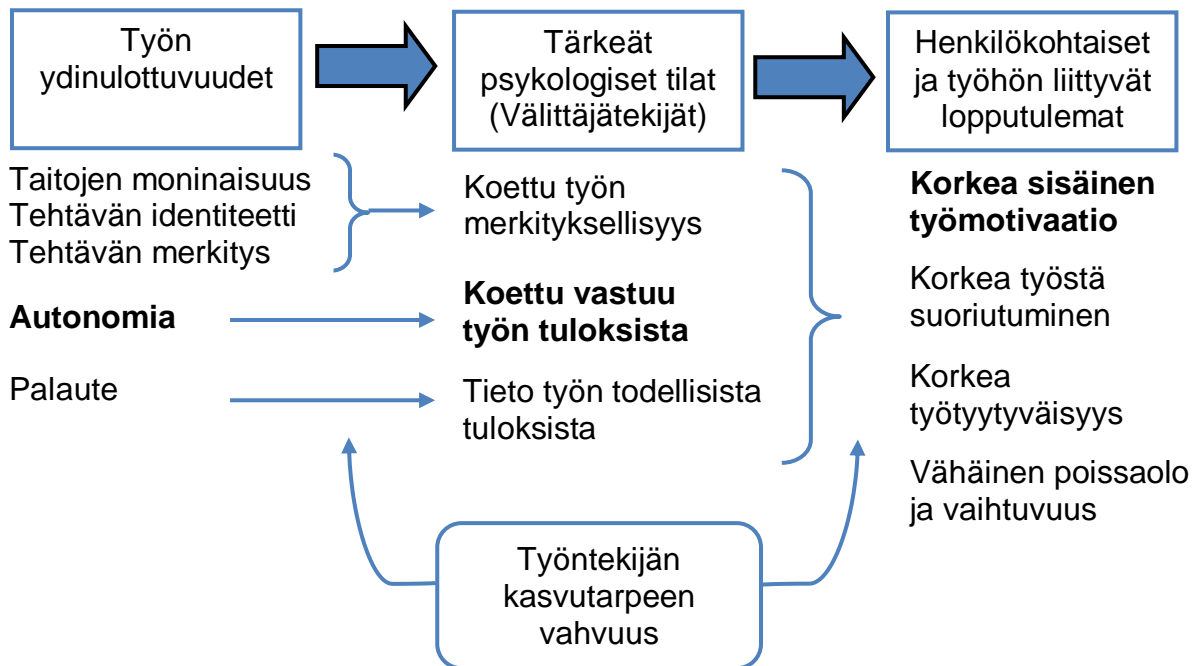 Työn
ydinulottuvuudet
Tärkeät
psykologiset tilat
(Välittäjätekijät)
Henkilökohtaiset
ja työhön liittyvät
lopputulemat
Taitojen moninaisuus
Tehtävän identiteetti
Tehtävän merkitys
Koettu työn
merkityksellisyys
Korkea sisäinen
työmotivaatio
Autonomia
Koettu vastuu
työn tuloksista
Korkea työstä
suoriutuminen
Palaute
Tieto työn todellisista
tuloksista
Korkea
työtyytyväisyys
Vähäinen poissaolo
ja vaihtuvuus
Työntekijän
kasvutarpeen
vahvuus